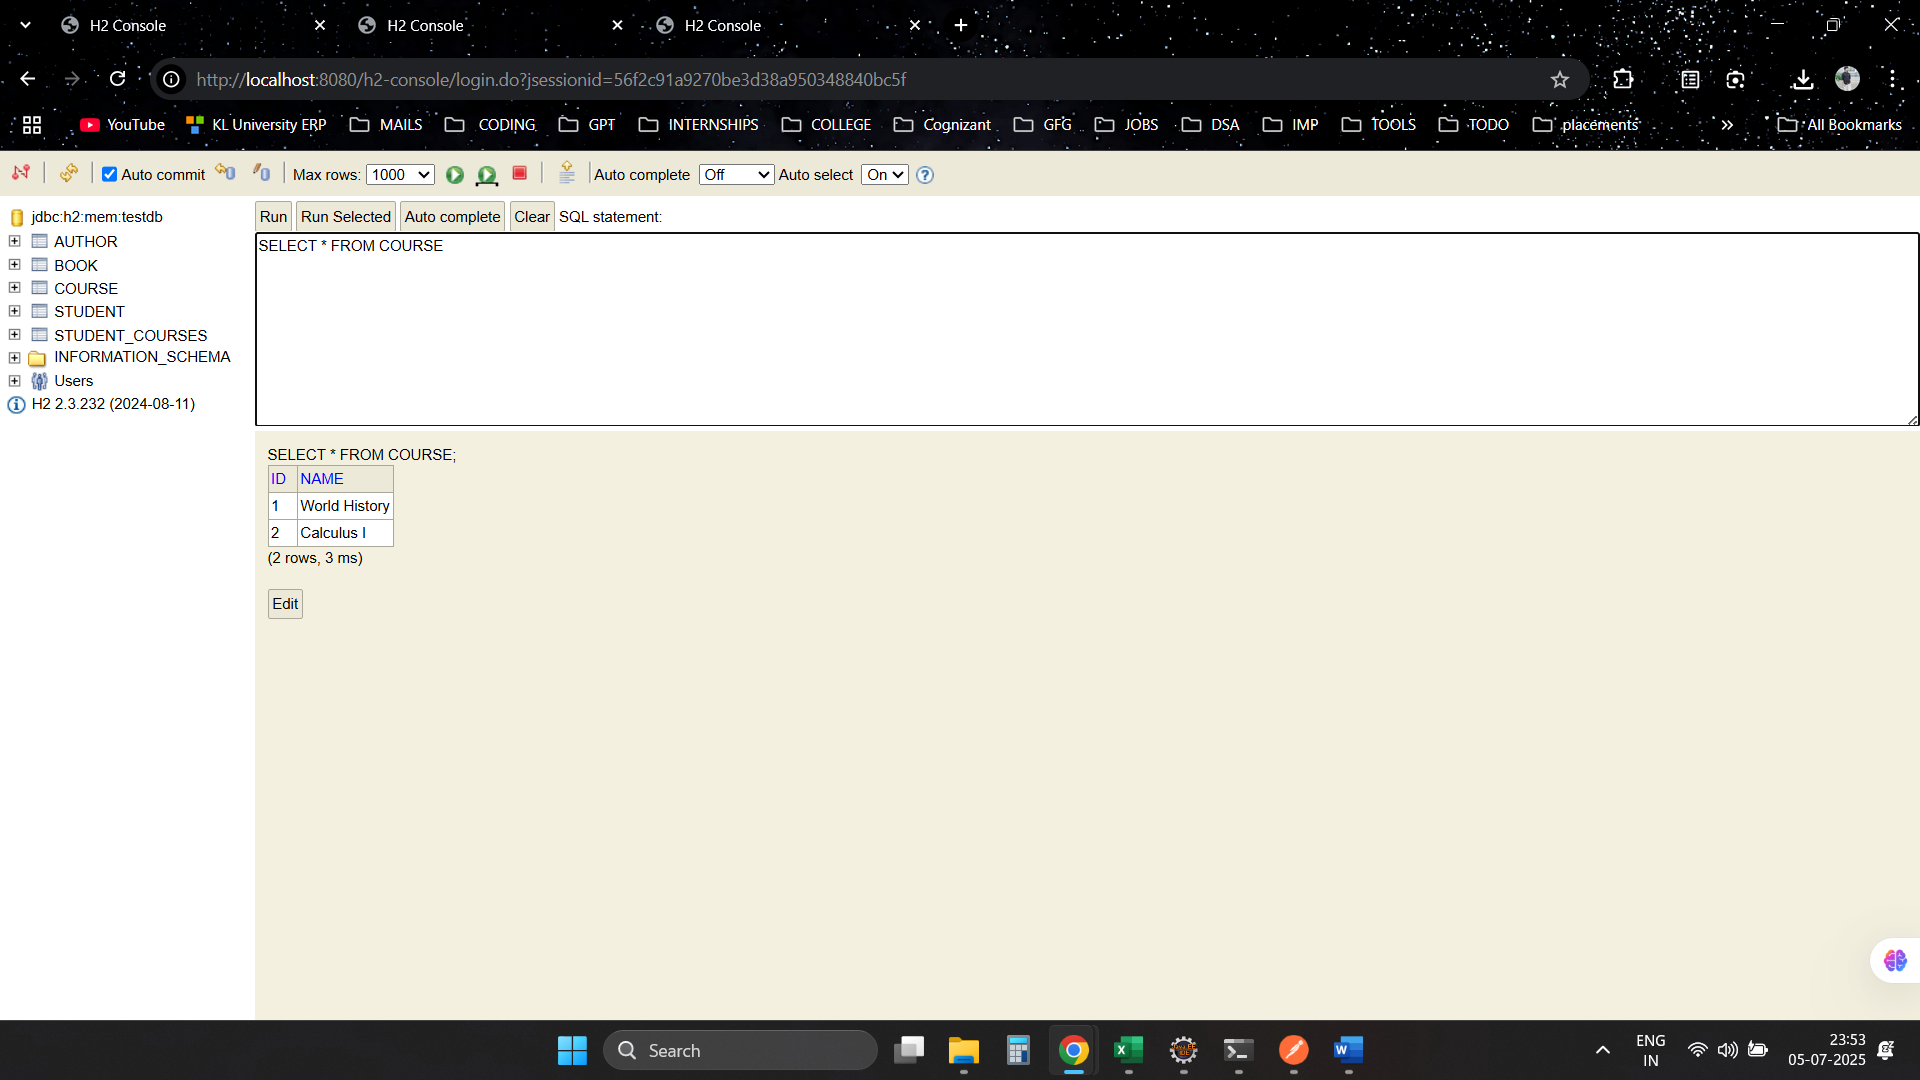 H2 Console
H2 Console
H2 Console
http://localhost:8080/h2-console/login.do?jsessionid=56f2c91a9270be3d38a950348840bc5f
YouTube KL University ERP MAILS CODING GPT INTERNSHIPS COLLEGE Cognizant GFG JOBS DSA IMP TOOLS TODO placements » All Bookmarks
Auto commit Max rows: 1000 Auto complete Off Auto select On ?
jdbc:h2:mem:testdb
AUTHOR
BOOK
COURSE
STUDENT
STUDENT_COURSES
INFORMATION_SCHEMA
Users
H2 2.3.232 (2024-08-11)
Run Run Selected Auto complete Clear SQL statement:
SELECT * FROM COURSE
SELECT * FROM COURSE;
ID NAME
1 World History
2 Calculus I
(2 rows, 3 ms)
Edit
Search
ENG
IN
23:53
05-07-2025